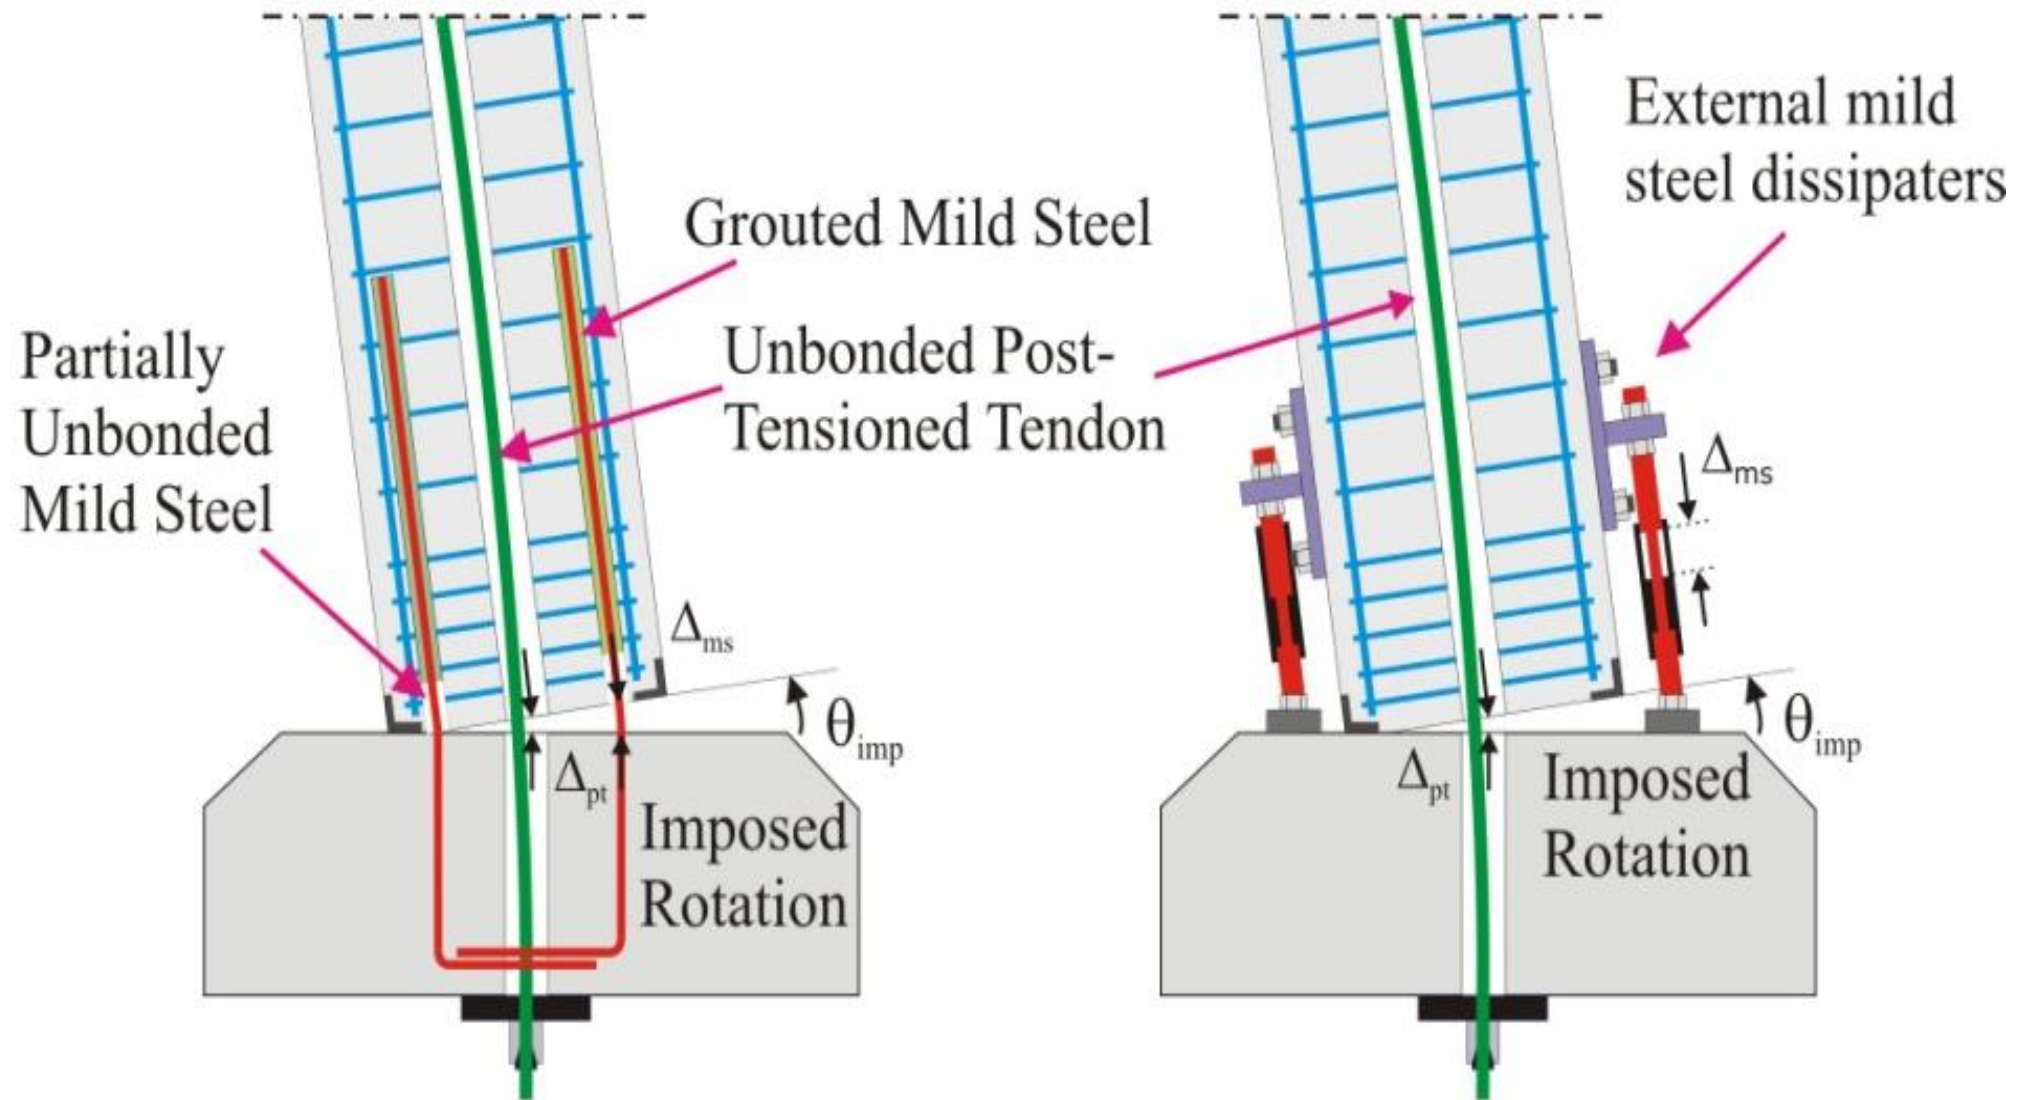 Partially
Unbonded
Mild Steel
Grouted Mild Steel
Unbonded Post-
Tensioned Tendon
Δms
θimp
Δpt
Imposed
Rotation
External mild
steel dissipaters
Δms
θimp
Δpt
Imposed
Rotation